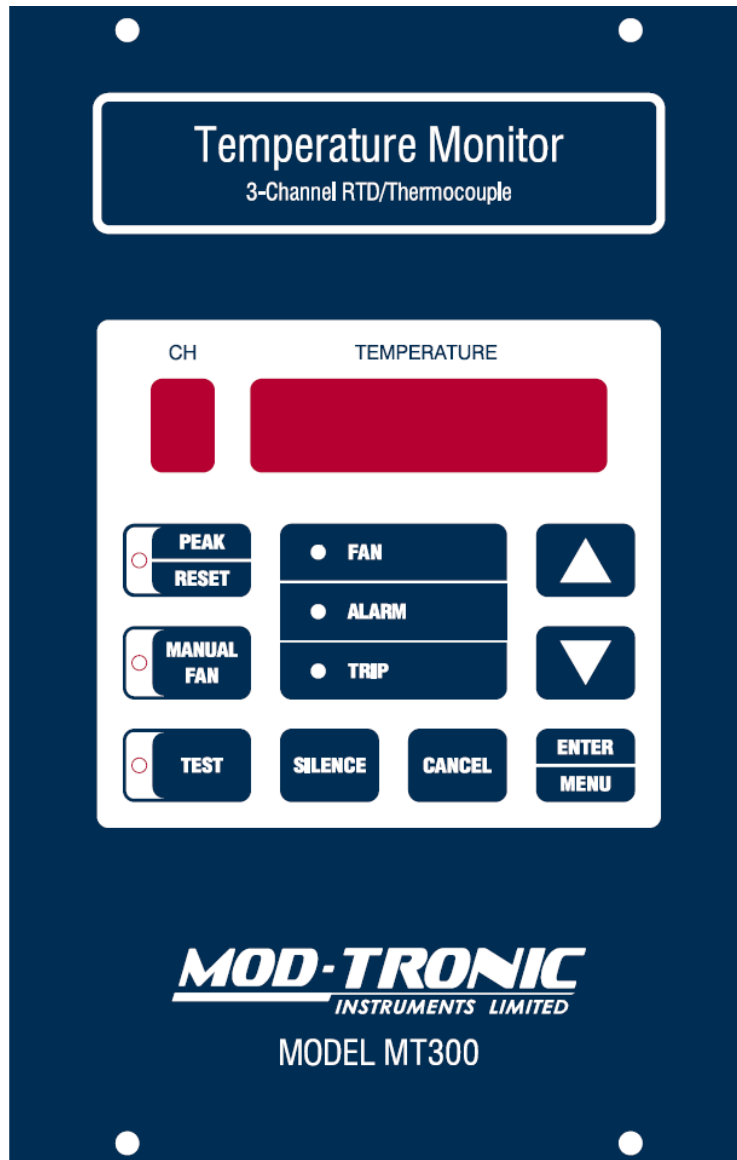 Temperature Monitor
3-Channel RTD/Thermocouple
CH TEMPERATURE
PEAK
RESET
FAN
ALARM
TRIP
MANUAL
FAN
TEST
SILENCE
CANCEL
ENTER
MENU
MOD-TRONIC
INSTRUMENTS LIMITED
MODEL MT300